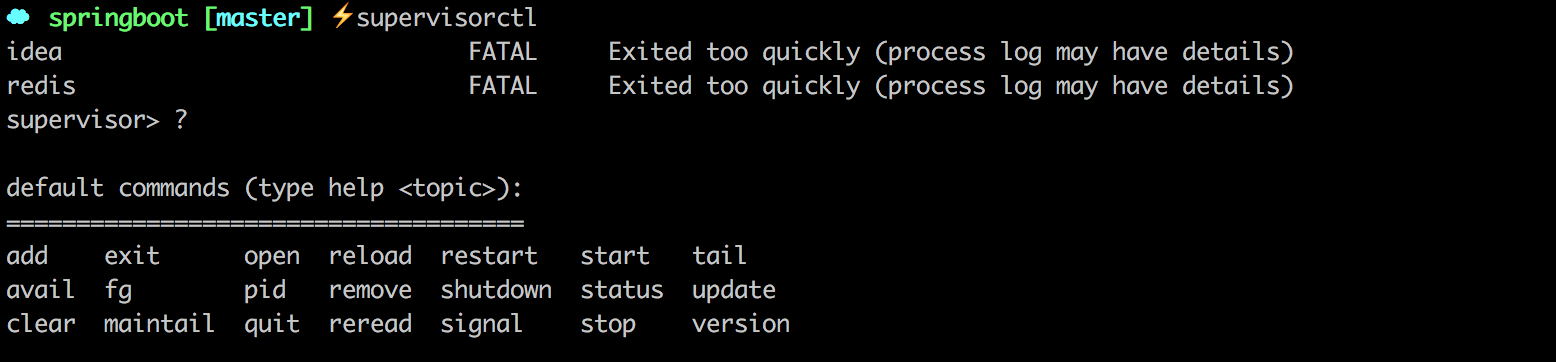 springboot [master] ⚡supervisorctl
idea FATAL Exited too quickly (process log may have details)
redis FATAL Exited too quickly (process log may have details)
supervisor> ?
default commands (type help <topic>):
=====================================
add exit open reload restart start tail
avail fg pid remove shutdown status update
clear maintail quit reread signal stop version